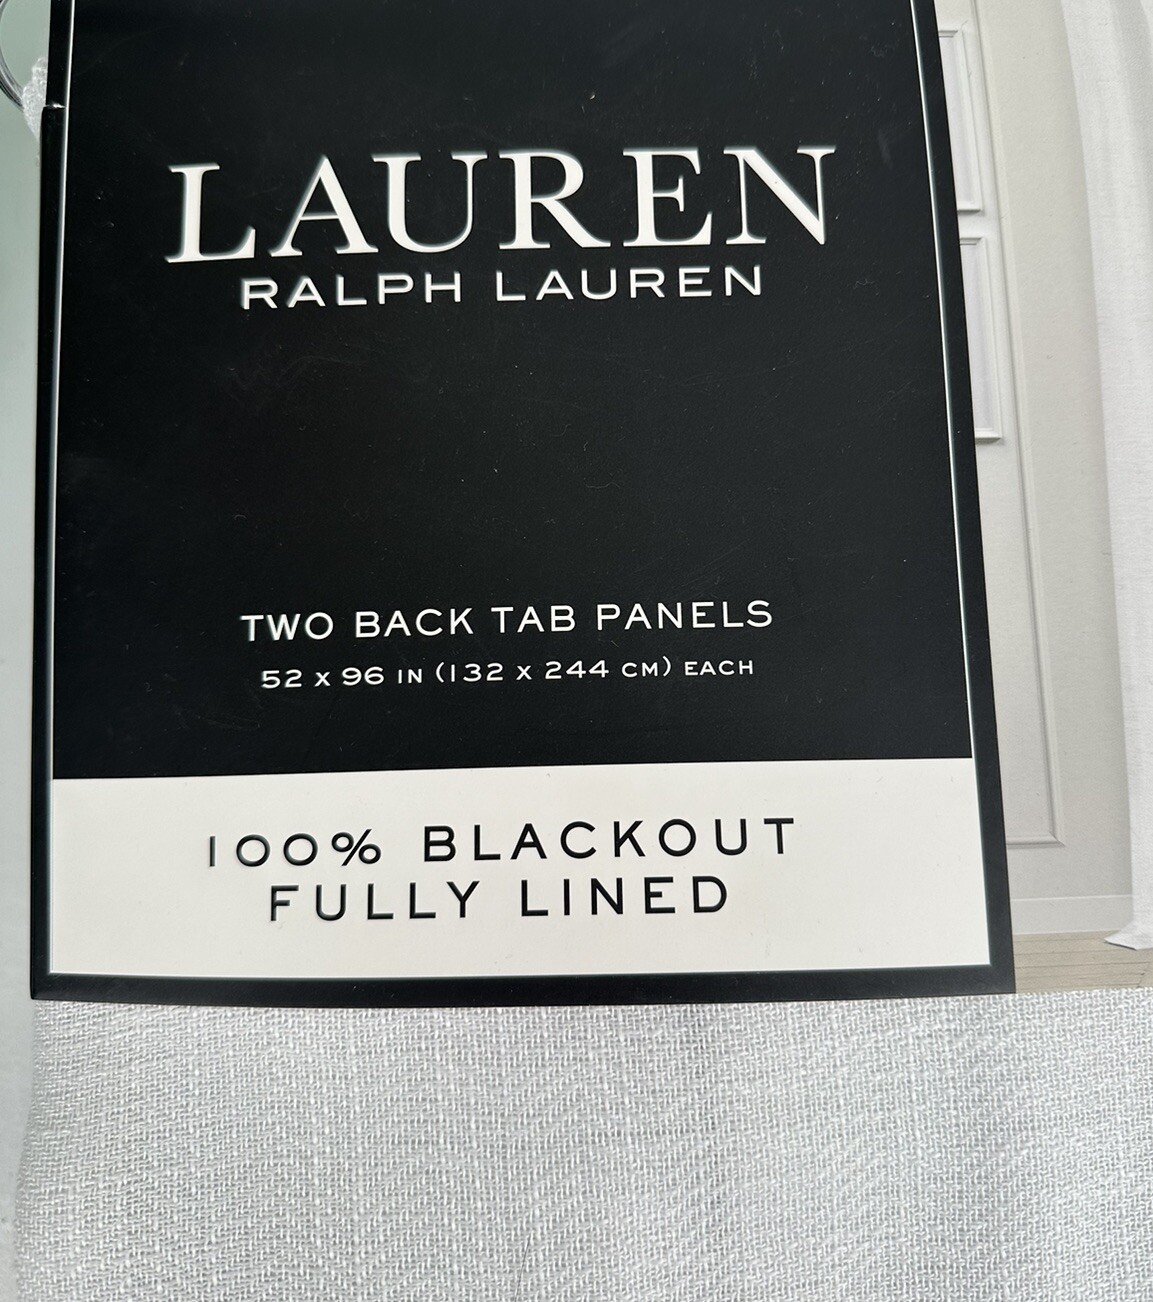 LAUREN
RALPH LAUREN
TWO BACK TAB PANELS
52 x 96 IN (132 x 244 CM) EACH
100% BLACKOUT
FULLY LINED